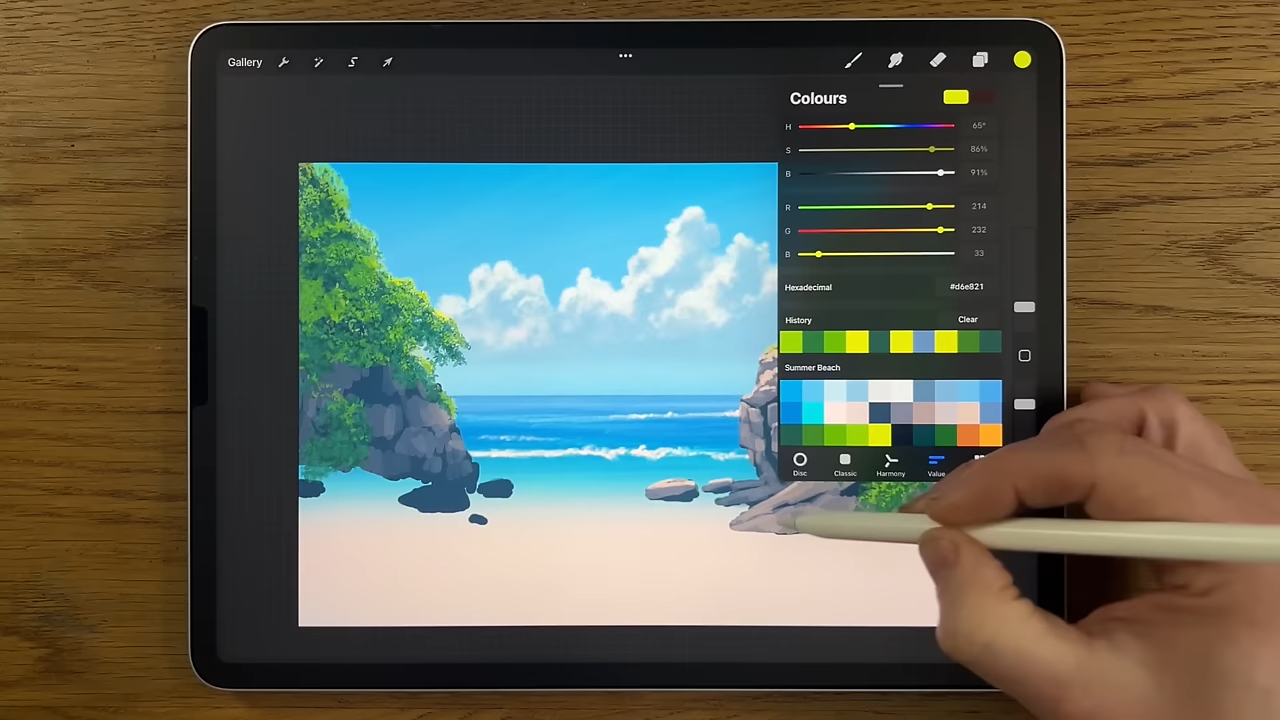 Gallery
Colours
H 65°
S 86%
B 91%
R 214
G 232
B 33
Hexadecimal #d6e821
History Clear
Summer Beach
Disc Classic Harmony Value